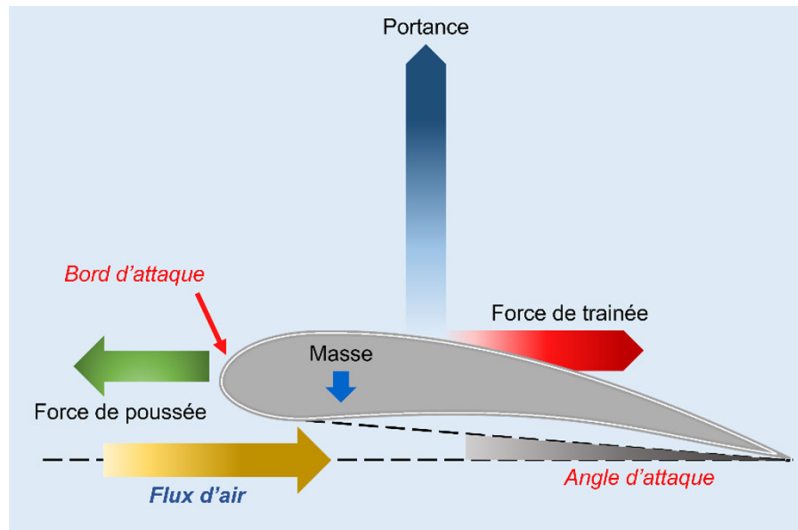 Portance
Bord d'attaque
Force de trainée
Masse
Force de poussée
Flux d'air
Angle d'attaque